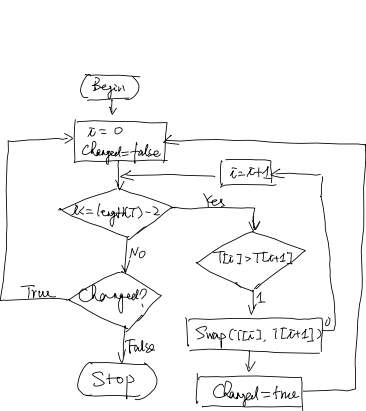 Begin
i = 0
Changed=false
i=i+1
i<=length(T)-2
Yes
No
T[i]>T[i+1]
1
0
True
Changed?
Swap(T[i], T[i+1])
False
Stop
Changed=true